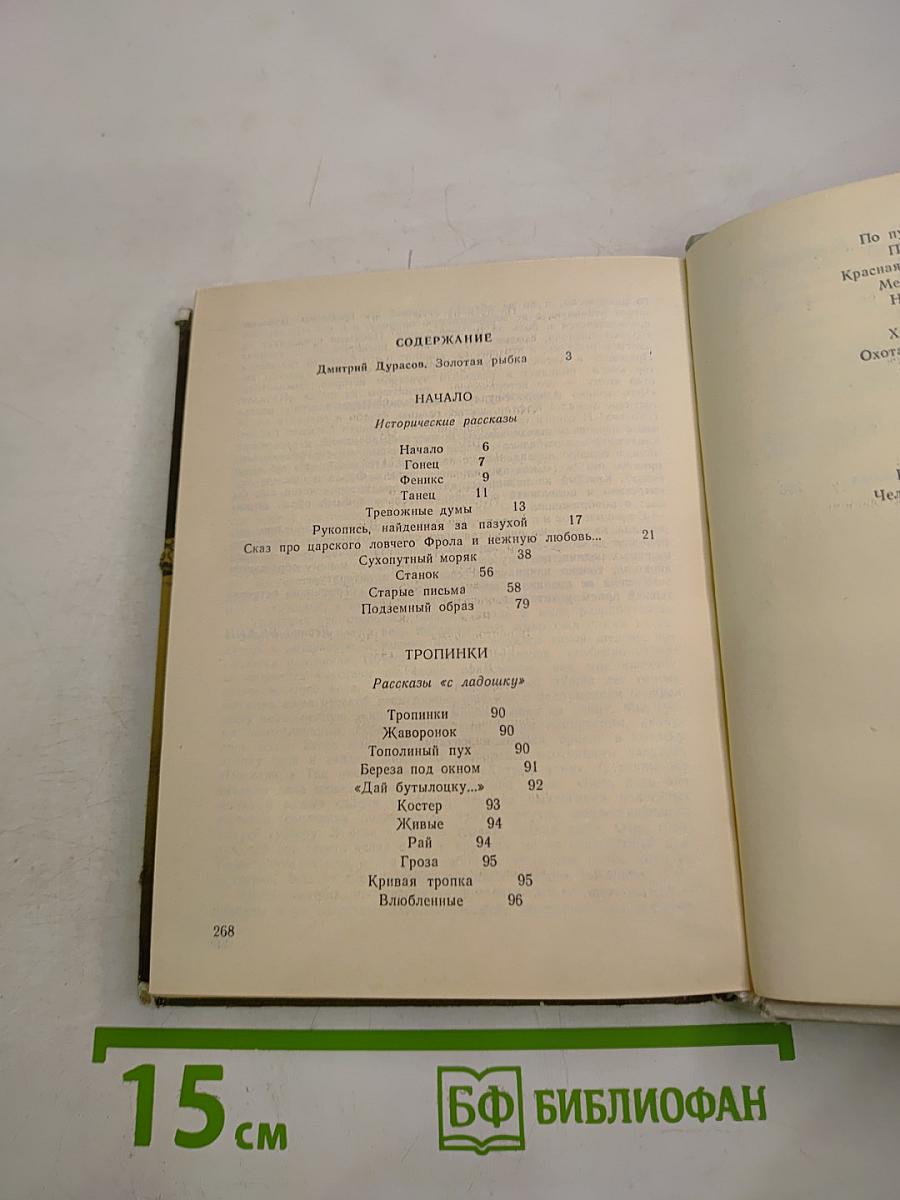 СОДЕРЖАНИЕ
Дмитрий Дурасов. Золотая рыбка 3
НАЧАЛО
Исторические рассказы
Начало 6
Гонец 7
Феникс 9
Танец 11
Тревожные думы 13
Рукопись, найденная за пазухой 17
Сказ про царского ловчего Фрола и нежную любовь... 21
Сухопутный моряк 38
Станок 56
Старые письма 58
Подземный образ 79
ТРОПИНКИ
Рассказы «с ладошку»
Тропинки 90
Жаворонок 90
Тополиный пух 90
Береза под окном 91
«Дай бутылоцку...» 92
Костер 93
Живые 94
Рай 94
Гроза 95
Кривая тропка 95
Влюбленные 96
268
По
Красная
15 см
БФ БИБЛИОФАН